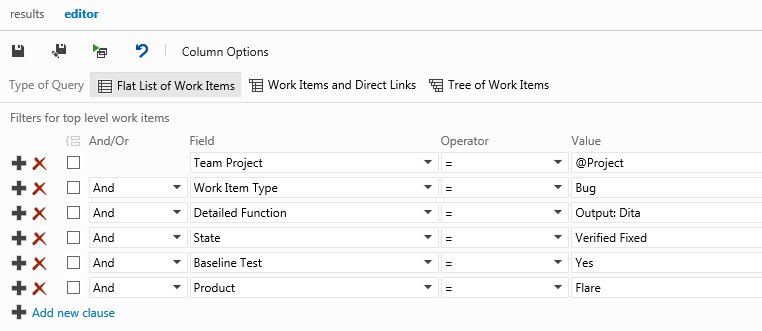 results editor
Column Options
Type of Query Flat List of Work Items Work Items and Direct Links Tree of Work Items
Filters for top level work items
And/Or Field Operator Value
Team Project = @Project
And Work Item Type = Bug
And Detailed Function = Output: Dita
And State = Verified Fixed
And Baseline Test = Yes
And Product = Flare
Add new clause